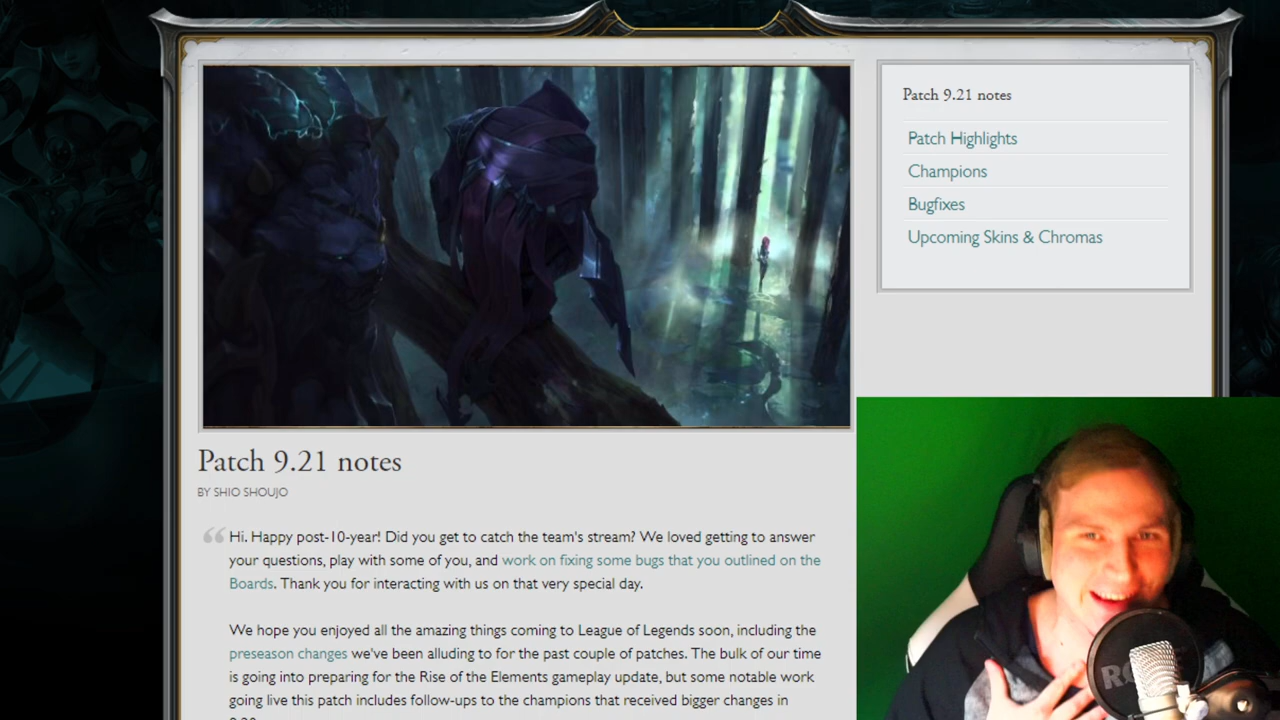 Patch 9.21 notes
Patch Highlights
Champions
Bugfixes
Upcoming Skins & Chromas
Patch 9.21 notes
BY SHIO SHOUJO
Hi. Happy post-10-year! Did you get to catch the team's stream? We loved getting to answer
your questions, play with some of you, and work on fixing some bugs that you outlined on the
Boards. Thank you for interacting with us on that very special day.
We hope you enjoyed all the amazing things coming to League of Legends soon, including the
preseason changes we've been alluding to for the past couple of patches. The bulk of our time
is going into preparing for the Rise of the Elements gameplay update, but some notable work
going live this patch includes follow-ups to the champions that received bigger changes in